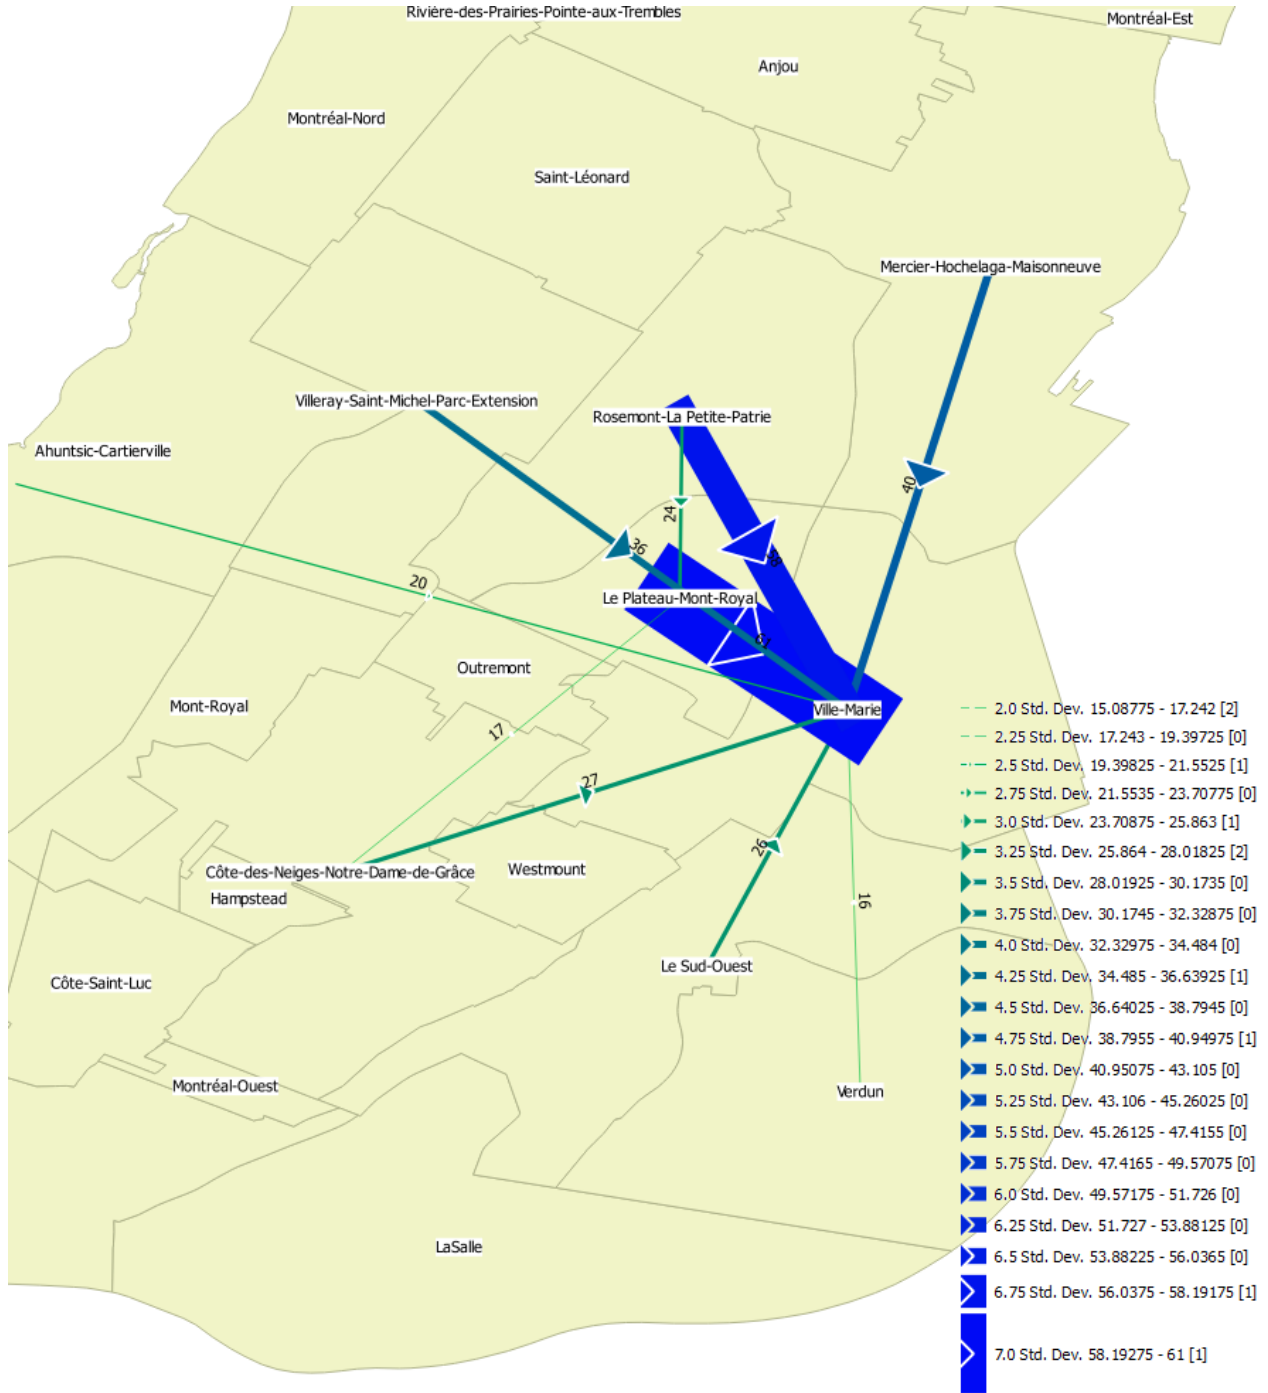 Rivière-des-Prairies-Pointe-aux-Trembles
Montréal-Est
Anjou
Montréal-Nord
Saint-Léonard
Mercier-Hochelaga-Maisonneuve
Villeray-Saint-Michel-Parc-Extension
Rosemont-La Petite-Patrie
Ahuntsic-Cartierville
40
24
36
58
20
Le Plateau-Mont-Royal
61
Outremont
Mont-Royal
Ville-Marie
17
27
26
Côte-des-Neiges-Notre-Dame-de-Grâce
Westmount
Hampstead
16
Le Sud-Ouest
Côte-Saint-Luc
Montréal-Ouest
Verdun
LaSalle
2.0 Std. Dev. 15.08775 - 17.242 [2]
2.25 Std. Dev. 17.243 - 19.39725 [0]
2.5 Std. Dev. 19.39825 - 21.5525 [1]
2.75 Std. Dev. 21.5535 - 23.70775 [0]
3.0 Std. Dev. 23.70875 - 25.863 [1]
3.25 Std. Dev. 25.864 - 28.01825 [2]
3.5 Std. Dev. 28.01925 - 30.1735 [0]
3.75 Std. Dev. 30.1745 - 32.32875 [0]
4.0 Std. Dev. 32.32975 - 34.484 [0]
4.25 Std. Dev. 34.485 - 36.63925 [1]
4.5 Std. Dev. 36.64025 - 38.7945 [0]
4.75 Std. Dev. 38.7955 - 40.94975 [1]
5.0 Std. Dev. 40.95075 - 43.105 [0]
5.25 Std. Dev. 43.106 - 45.26025 [0]
5.5 Std. Dev. 45.26125 - 47.4155 [0]
5.75 Std. Dev. 47.4165 - 49.57075 [0]
6.0 Std. Dev. 49.57175 - 51.726 [0]
6.25 Std. Dev. 51.727 - 53.88125 [0]
6.5 Std. Dev. 53.88225 - 56.0365 [0]
6.75 Std. Dev. 56.0375 - 58.19175 [1]
7.0 Std. Dev. 58.19275 - 61 [1]